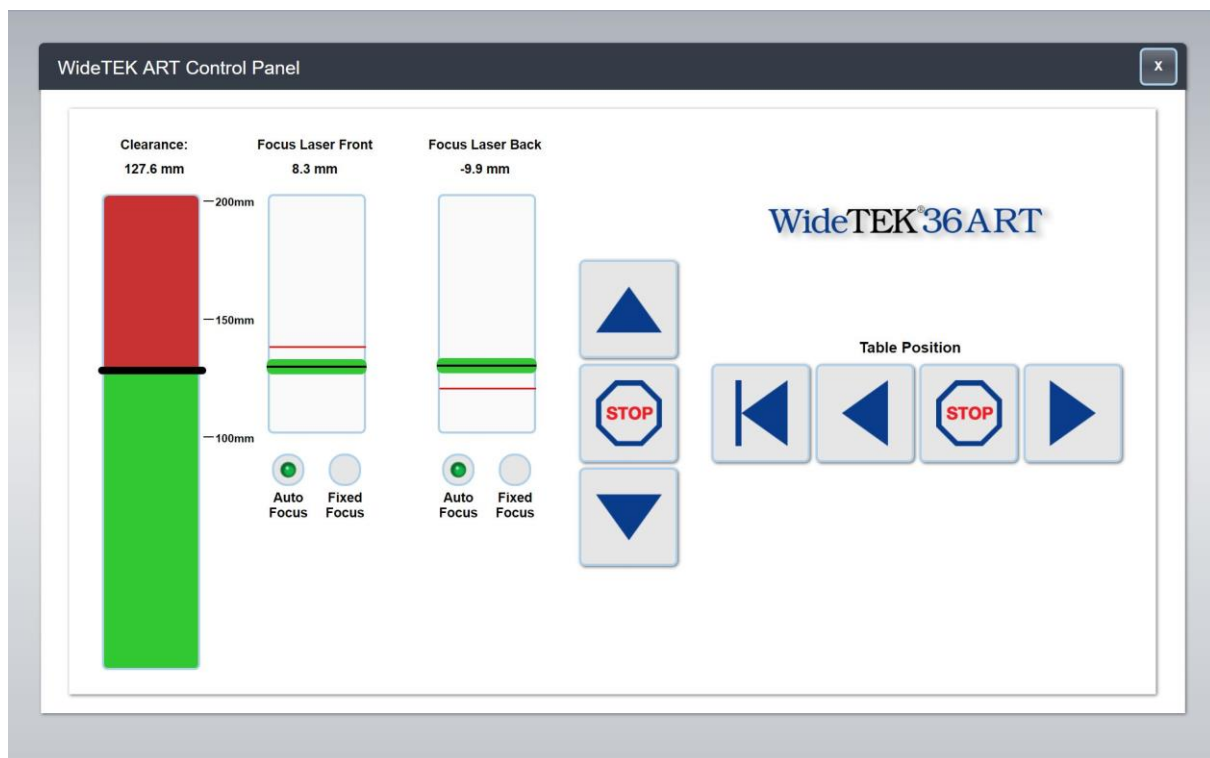 WideTEK ART Control Panel
x
Clearance:
127.6 mm
Focus Laser Front
8.3 mm
Focus Laser Back
-9.9 mm
200mm
150mm
100mm
WideTEK®36ART
Table Position
STOP
STOP
Auto Focus
Fixed Focus
Auto Focus
Fixed Focus